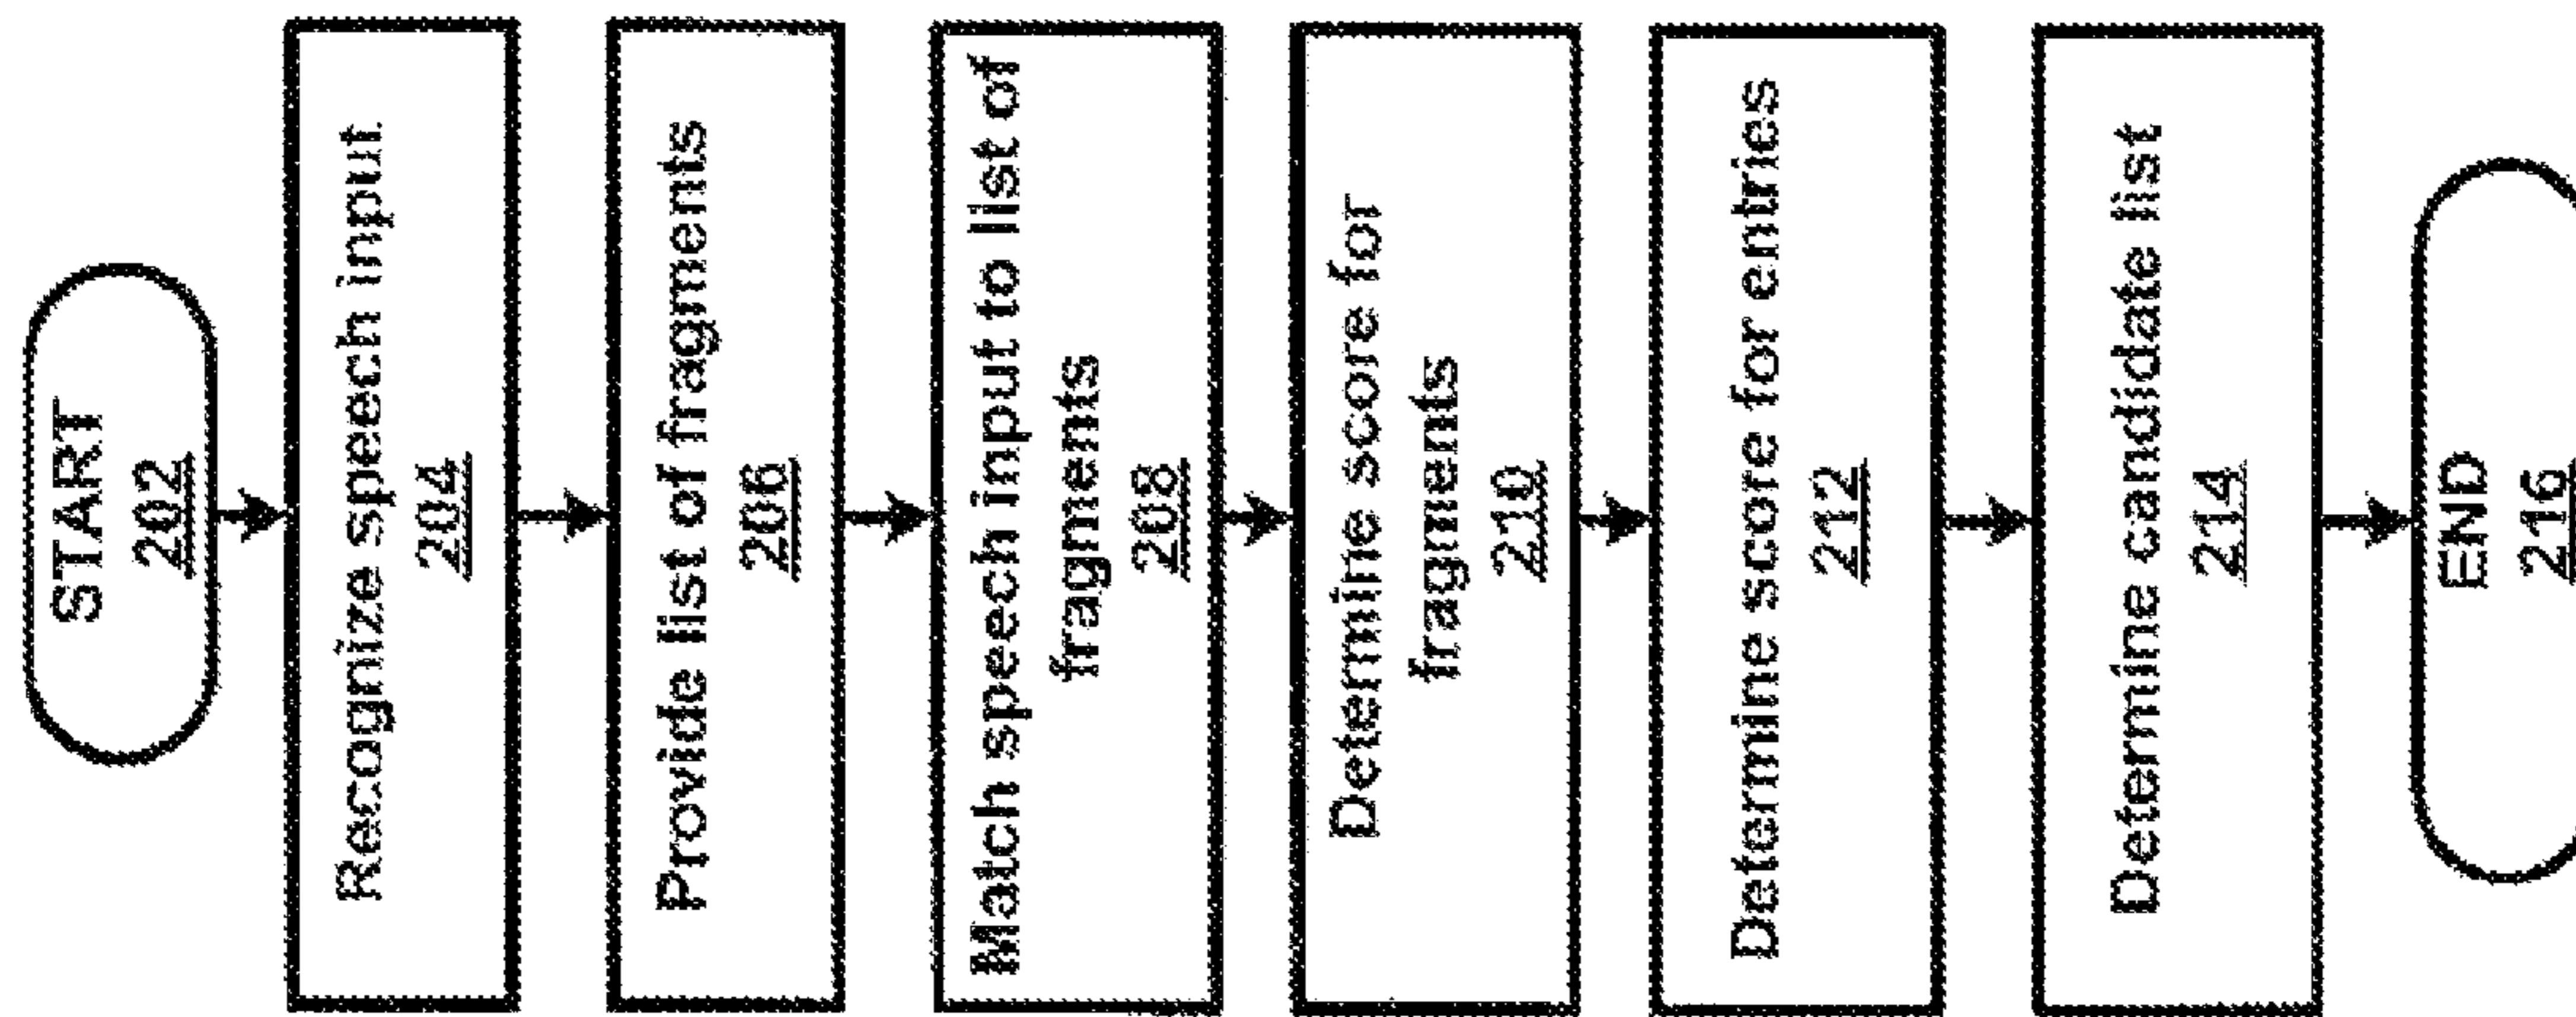 START
202
Recognize speech input
204
Provide list of fragments
206
Match speech input to list of
fragments
208
Determine score for
fragments
210
Determine score for entries
212
Determine candidate list
214
END
216